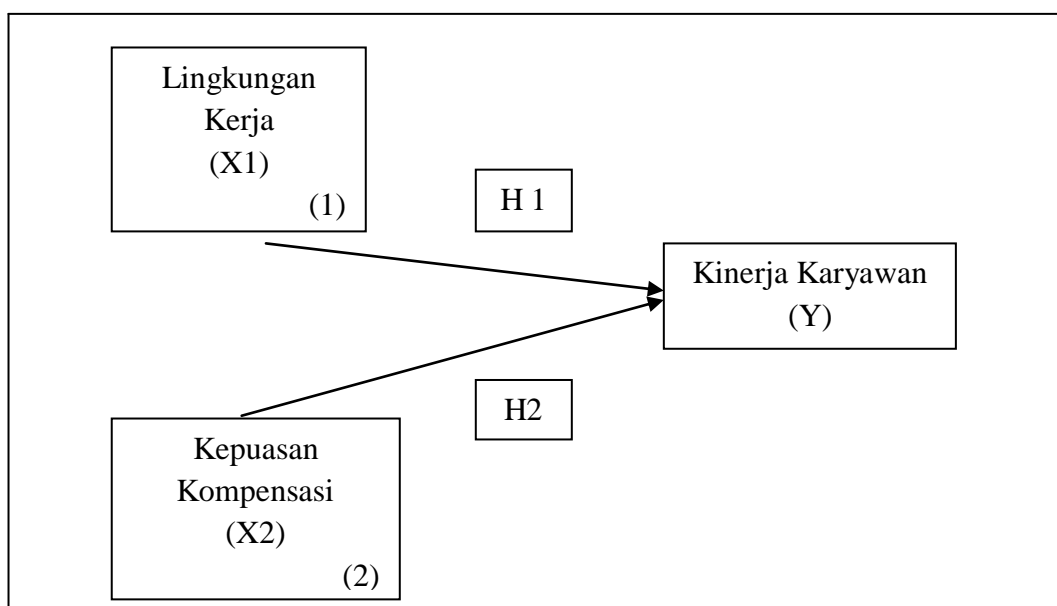 Lingkungan
Kerja
(X1)
(1)
H 1
Kinerja Karyawan
(Y)
H2
Kepuasan
Kompensasi
(X2)
(2)